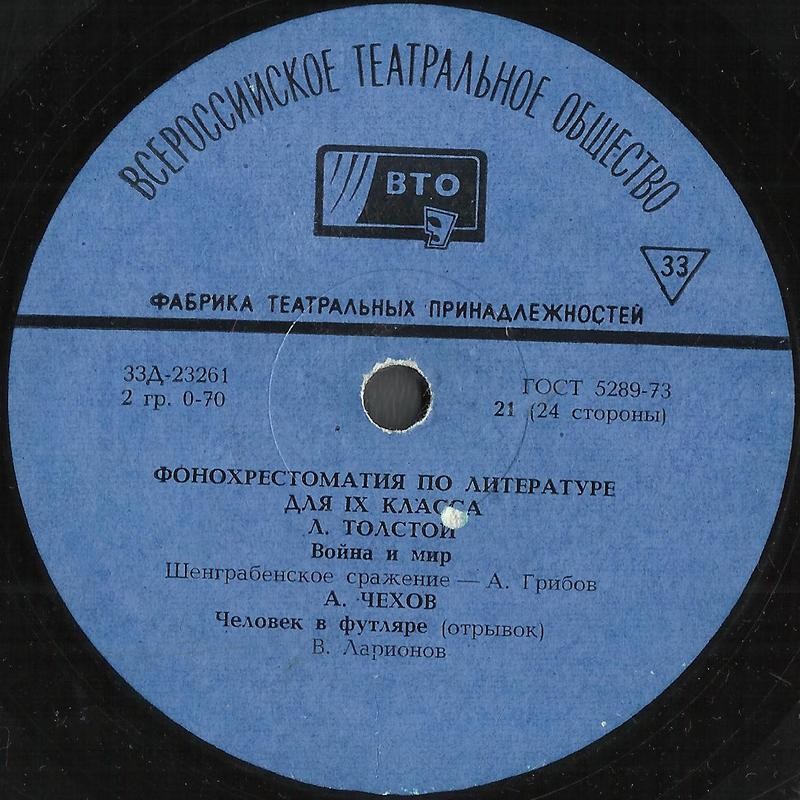 ВСЕРОССИЙСКОЕ ТЕАТРАЛЬНОЕ ОБЩЕСТВО
ВТО
33
ФАБРИКА ТЕАТРАЛЬНЫХ ПРИНАДЛЕЖНОСТЕЙ
33Д-23261
2 гр. 0-70
ГОСТ 5289-73
21 (24 стороны)
ФОНОХРЕСТОМАТИЯ ПО ЛИТЕРАТУРЕ
ДЛЯ IX КЛАССА
Л. ТОЛСТОЙ
Война и мир
Шенграбенское сражение — А. Грибов
А. ЧЕХОВ
Человек в футляре (отрывок)
В. Ларионов